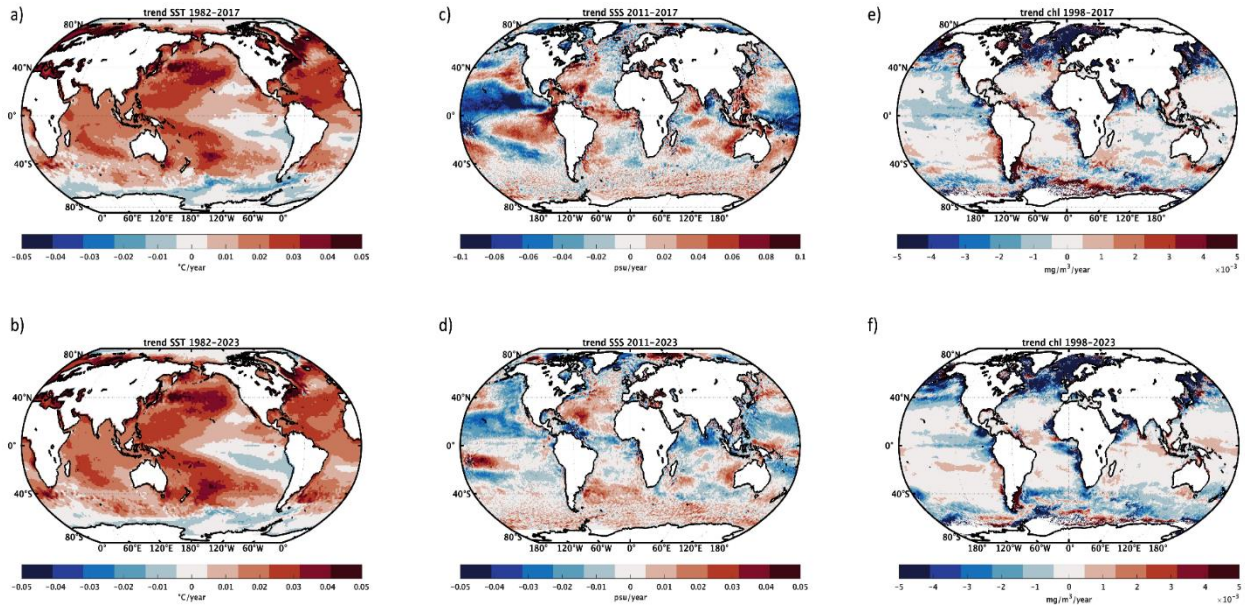 a)
trend SST 1982−2017
80°N
40°N
0°
40°S
80°S
0° 60°E 120°E 180° 120°W 60°W 0°
−0.05 −0.04 −0.03 −0.02 −0.01 0 0.01 0.02 0.03 0.04 0.05
°C/year
c)
trend SSS 2011−2017
80°N
40°N
0°
40°S
80°S
180° 120°W 60°W 0° 60°E 120°E 180°
−0.1 −0.08 −0.06 −0.04 −0.02 0 0.02 0.04 0.06 0.08 0.1
psu/year
e)
trend chl 1998−2017
80°N
40°N
0°
40°S
80°S
180° 120°W 60°W 0° 60°E 120°E 180°
−5 −4 −3 −2 −1 0 1 2 3 4 5
mg/m³/year
×10⁻³
b)
trend SST 1982−2023
80°N
40°N
0°
40°S
80°S
0° 60°E 120°E 180° 120°W 60°W 0°
−0.05 −0.04 −0.03 −0.02 −0.01 0 0.01 0.02 0.03 0.04 0.05
°C/year
d)
trend SSS 2011−2023
80°N
40°N
0°
40°S
80°S
180° 120°W 60°W 0° 60°E 120°E 180°
−0.05 −0.04 −0.03 −0.02 −0.01 0 0.01 0.02 0.03 0.04 0.05
psu/year
f)
trend chl 1998−2023
80°N
40°N
0°
40°S
80°S
180° 120°W 60°W 0° 60°E 120°E 180°
−5 −4 −3 −2 −1 0 1 2 3 4 5
mg/m³/year
×10⁻³